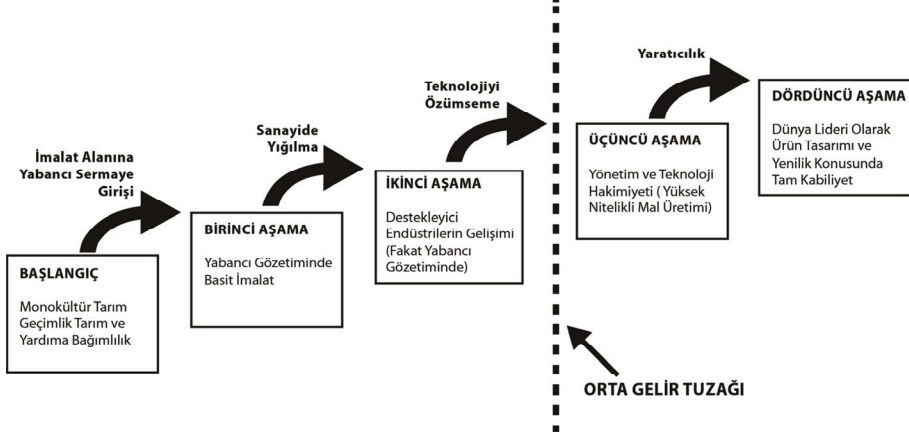 İmalat Alanına
Yabancı Sermaye
Girişi
BAŞLANGIÇ
Monokültür Tarım
Geçimlik Tarım ve
Yardıma Bağımlılık
Sanayide
Yığılma
BİRİNCİ AŞAMA
Yabancı Gözetiminde
Basit İmalat
Teknolojiyi
Özümseme
İKİNCİ AŞAMA
Destekleyici
Endüstrilerin Gelişimi
(Fakat Yabancı
Gözetiminde)
Yaratıcılık
ÜÇÜNCÜ AŞAMA
Yönetim ve Teknoloji
Hakimiyeti ( Yüksek
Nitelikli Mal Üretimi)
DÖRDÜNCÜ AŞAMA
Dünya Lideri Olarak
Ürün Tasarımı ve
Yenilik Konusunda
Tam Kabiliyet
ORTA GELİR TUZAĞI